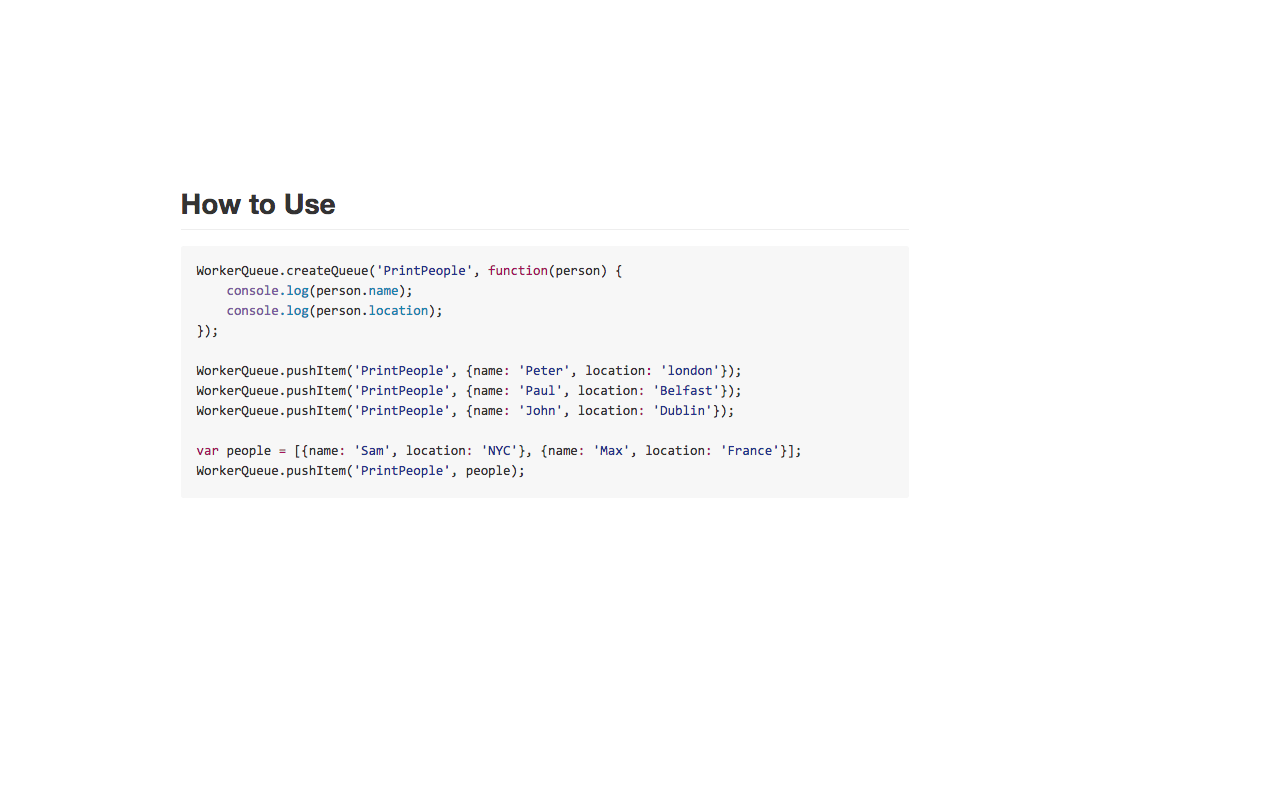 How to Use
WorkerQueue.createQueue('PrintPeople', function(person) {
    console.log(person.name);
    console.log(person.location);
});
WorkerQueue.pushItem('PrintPeople', {name: 'Peter', location: 'london'});
WorkerQueue.pushItem('PrintPeople', {name: 'Paul', location: 'Belfast'});
WorkerQueue.pushItem('PrintPeople', {name: 'John', location: 'Dublin'});
var people = [{name: 'Sam', location: 'NYC'}, {name: 'Max', location: 'France'}];
WorkerQueue.pushItem('PrintPeople', people);